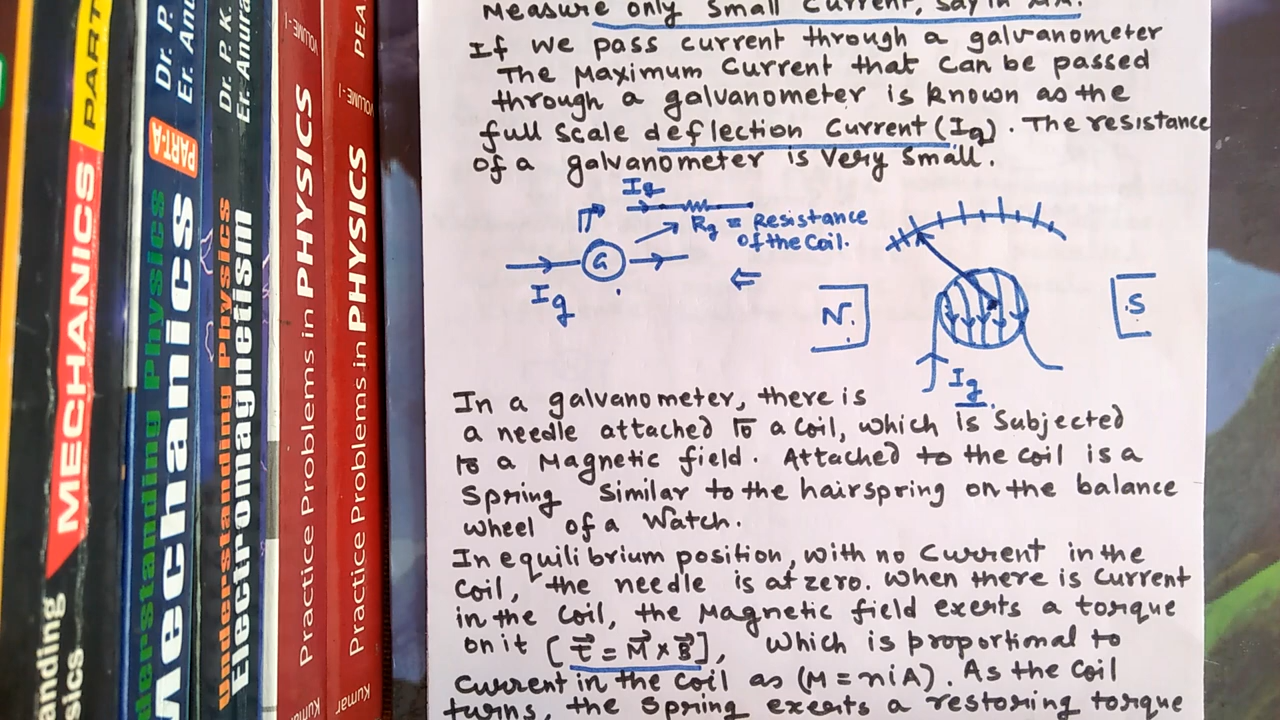 MECHANICS
PART
anding
sics
derstanding Physics
Mechanics
PART-A
Dr. P.
Er. Anu
Understanding Physics
Electromagnetism
Dr. P. K.
Er. Anura
Practice Problems in PHYSICS
VOLUME - I
Practice Problems in PHYSICS
VOLUME - I
PEA
Kumar
Measure only Small Current, Say in
If we pass current through a galvanometer
The Maximum Current that can be passed
through a galvanometer is known as the
full scale deflection Current (Ig). The resistance
of a galvanometer is very small.
Ig
Rg = Resistance
of the Coil.
G
Ig
⇐
N
S
Ig
In a galvanometer, there is
a needle attached to a coil, which is Subjected
to a Magnetic field. Attached to the coil is a
Spring Similar to the hairspring on the balance
wheel of a Watch.
In equilibrium position, with no Current in the
Coil, the needle is at zero. When there is Current
in the Coil, the Magnetic field exerts a torque
on it [τ⃗ = M⃗ × B⃗], which is proportional to
Current in the Coil as (M = niA). As the Coil
turns, the Spring exerts a restoring torque